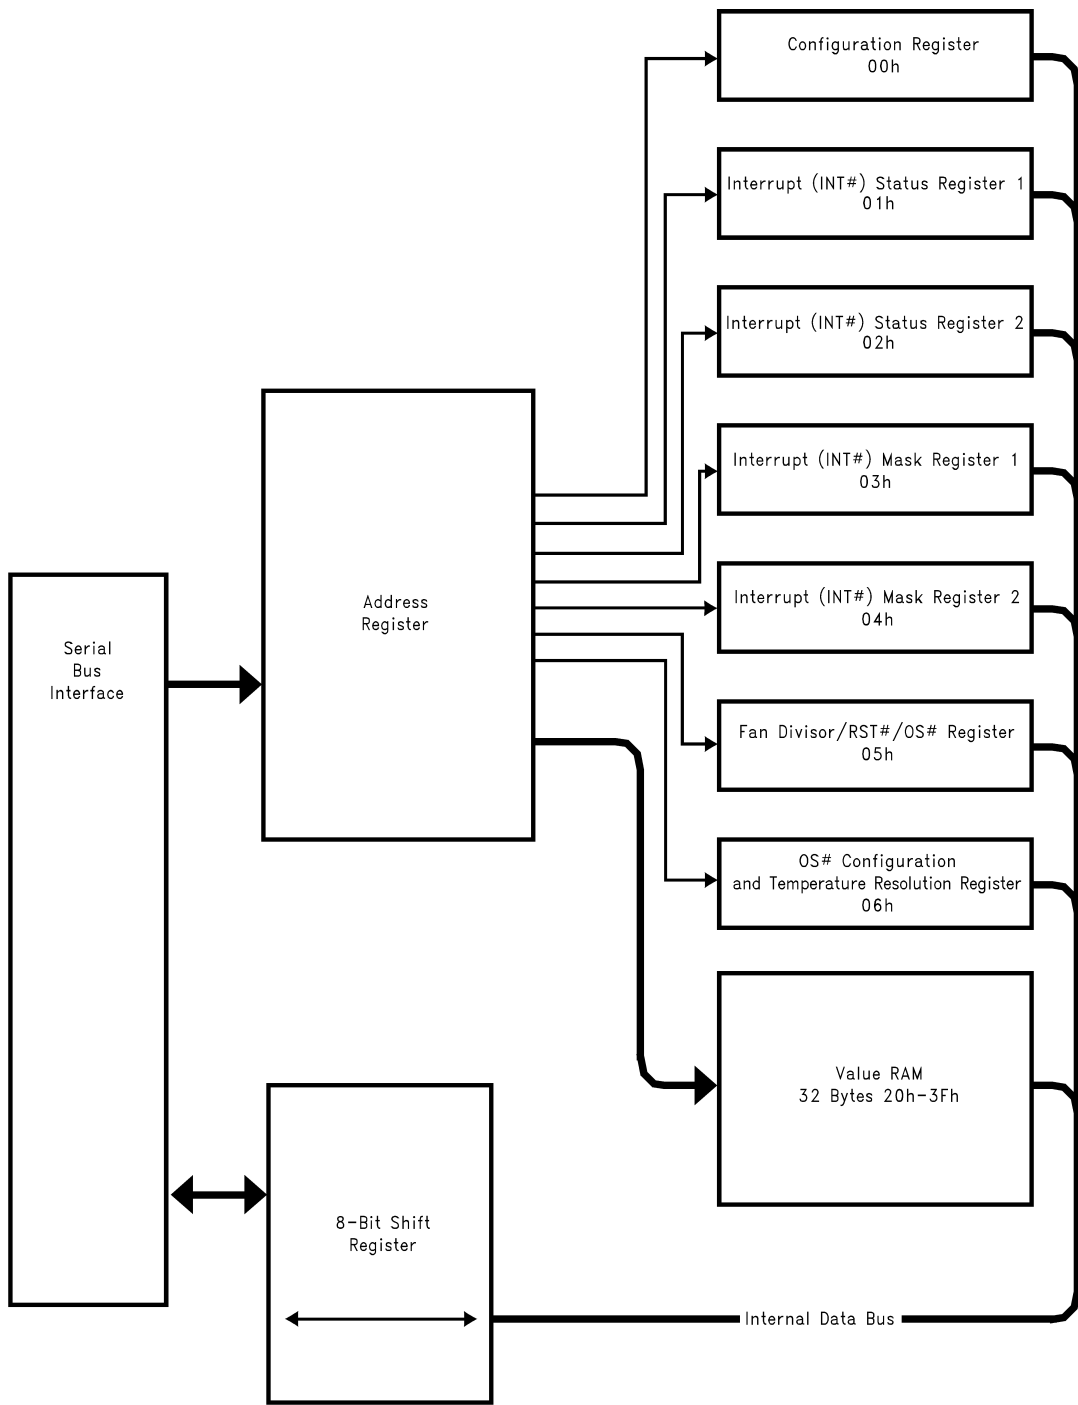 Configuration Register
00h
Interrupt (INT#) Status Register 1
01h
Interrupt (INT#) Status Register 2
02h
Interrupt (INT#) Mask Register 1
03h
Interrupt (INT#) Mask Register 2
04h
Fan Divisor/RST#/OS# Register
05h
OS# Configuration
and Temperature Resolution Register
06h
Value RAM
32 Bytes 20h-3Fh
Address
Register
Serial
Bus
Interface
8-Bit Shift
Register
Internal Data Bus